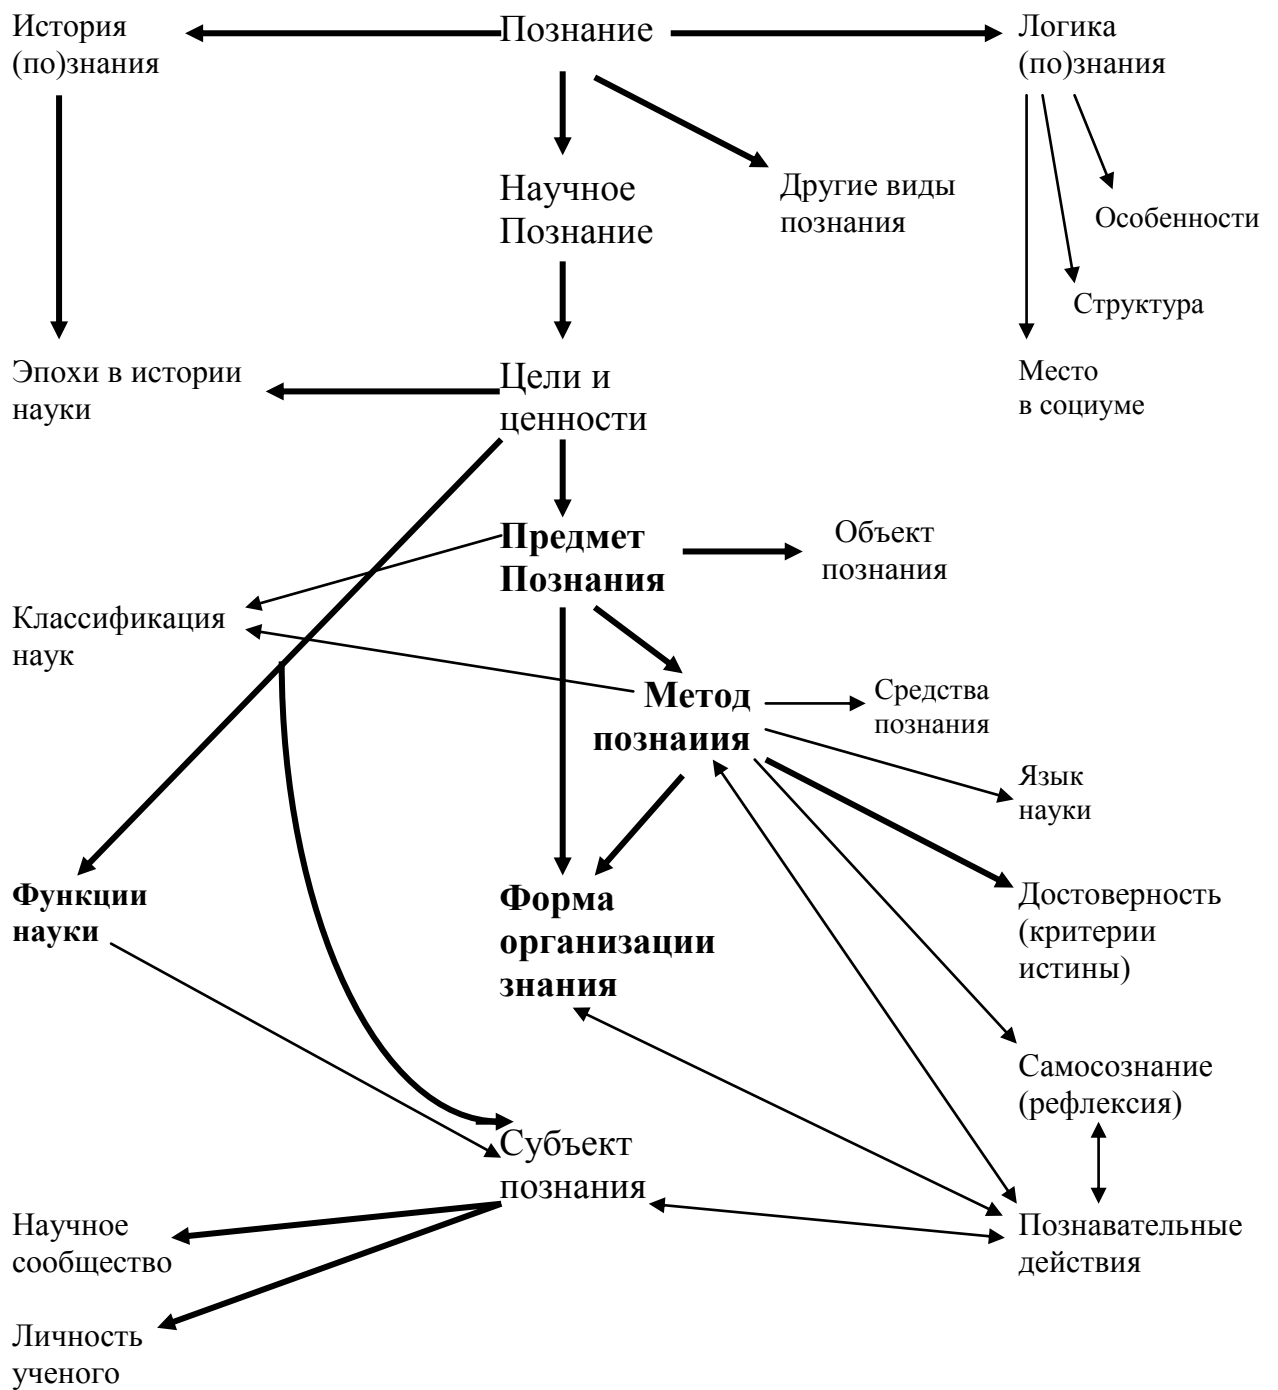 История
(по)знания
Познание
Логика
(по)знания
Научное
Познание
Другие виды
познания
Особенности
Структура
Эпохи в истории
науки
Цели и
ценности
Место
в социуме
Предмет
Познания
Объект
познания
Классификация
наук
Метод
познаиия
Средства
познания
Язык
науки
Функции
науки
Форма
организации
знания
Достоверность
(критерии
истины)
Самосознание
(рефлексия)
Субъект
познания
Научное
сообщество
Познавательные
действия
Личность
ученого